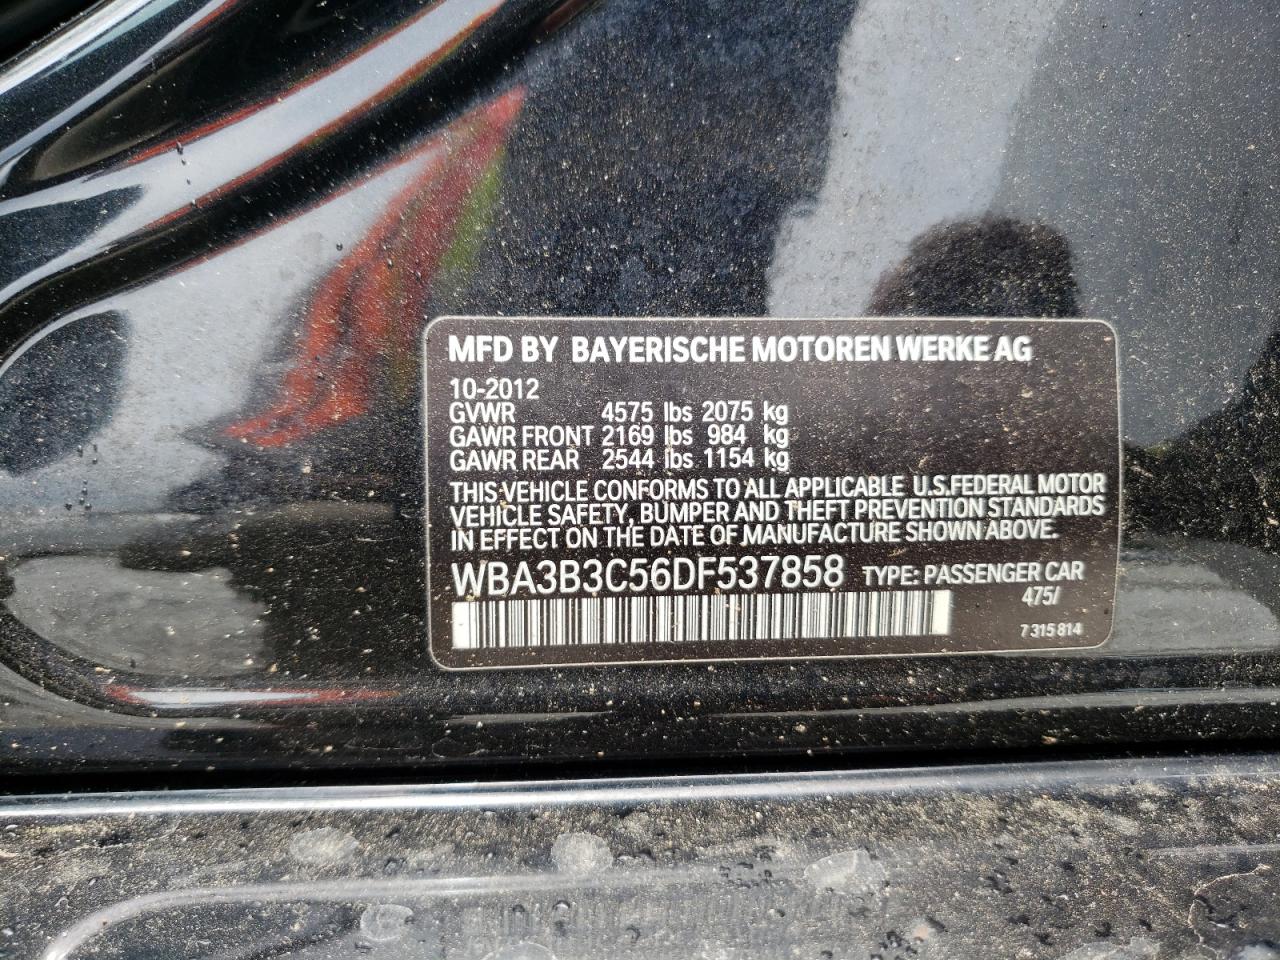 MFD BY BAYERISCHE MOTOREN WERKE AG
10-2012
GVWR 4575 lbs 2075 kg
GAWR FRONT 2169 lbs 984 kg
GAWR REAR 2544 lbs 1154 kg
THIS VEHICLE CONFORMS TO ALL APPLICABLE U.S.FEDERAL MOTOR
VEHICLE SAFETY, BUMPER AND THEFT PREVENTION STANDARDS
IN EFFECT ON THE DATE OF MANUFACTURE SHOWN ABOVE.
WBA3B3C56DF537858 TYPE: PASSENGER CAR
475/
7 315 814